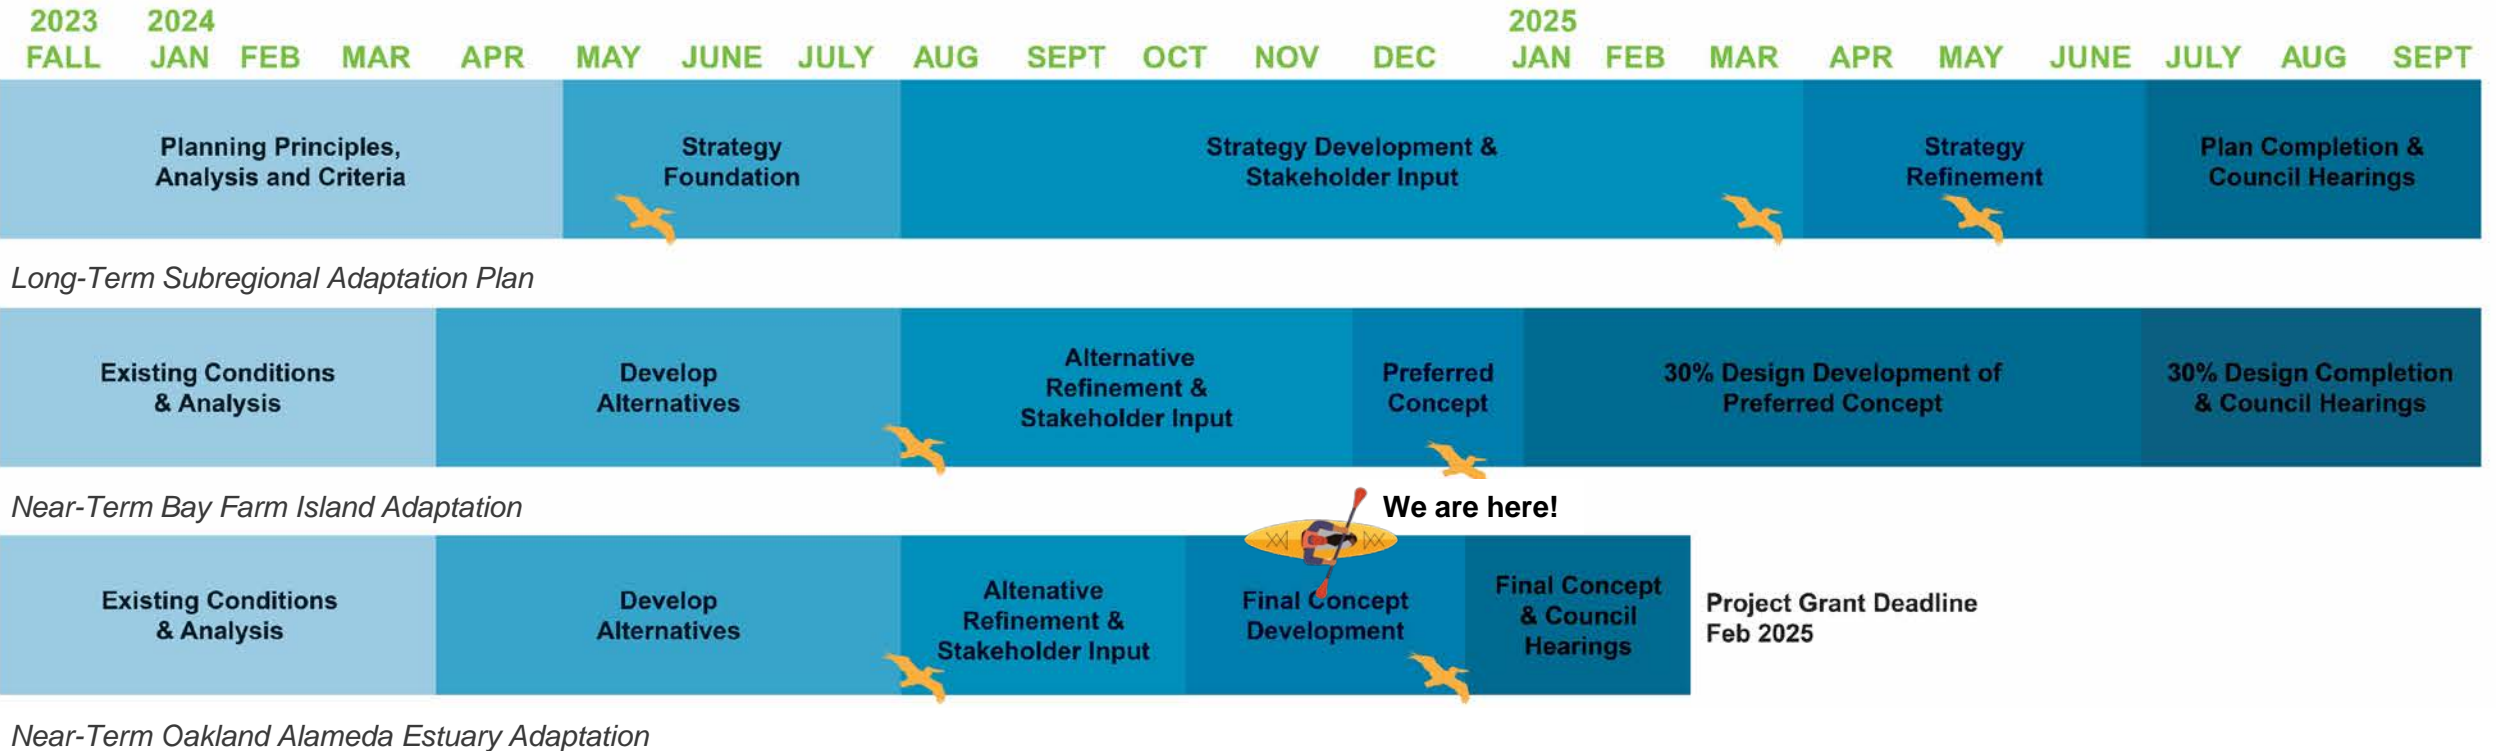 2023 2024 2025
FALL JAN FEB MAR APR MAY JUNE JULY AUG SEPT OCT NOV DEC JAN FEB MAR APR MAY JUNE JULY AUG SEPT
Planning Principles,
Analysis and Criteria
Strategy
Foundation
Strategy Development &
Stakeholder Input
Strategy
Refinement
Plan Completion &
Council Hearings
Long-Term Subregional Adaptation Plan
Existing Conditions
& Analysis
Develop
Alternatives
Alternative
Refinement &
Stakeholder Input
Preferred
Concept
30% Design Development of
Preferred Concept
30% Design Completion
& Council Hearings
Near-Term Bay Farm Island Adaptation
We are here!
Existing Conditions
& Analysis
Develop
Alternatives
Altenative
Refinement &
Stakeholder Input
Final Concept
Development
Final Concept
& Council
Hearings
Project Grant Deadline
Feb 2025
Near-Term Oakland Alameda Estuary Adaptation